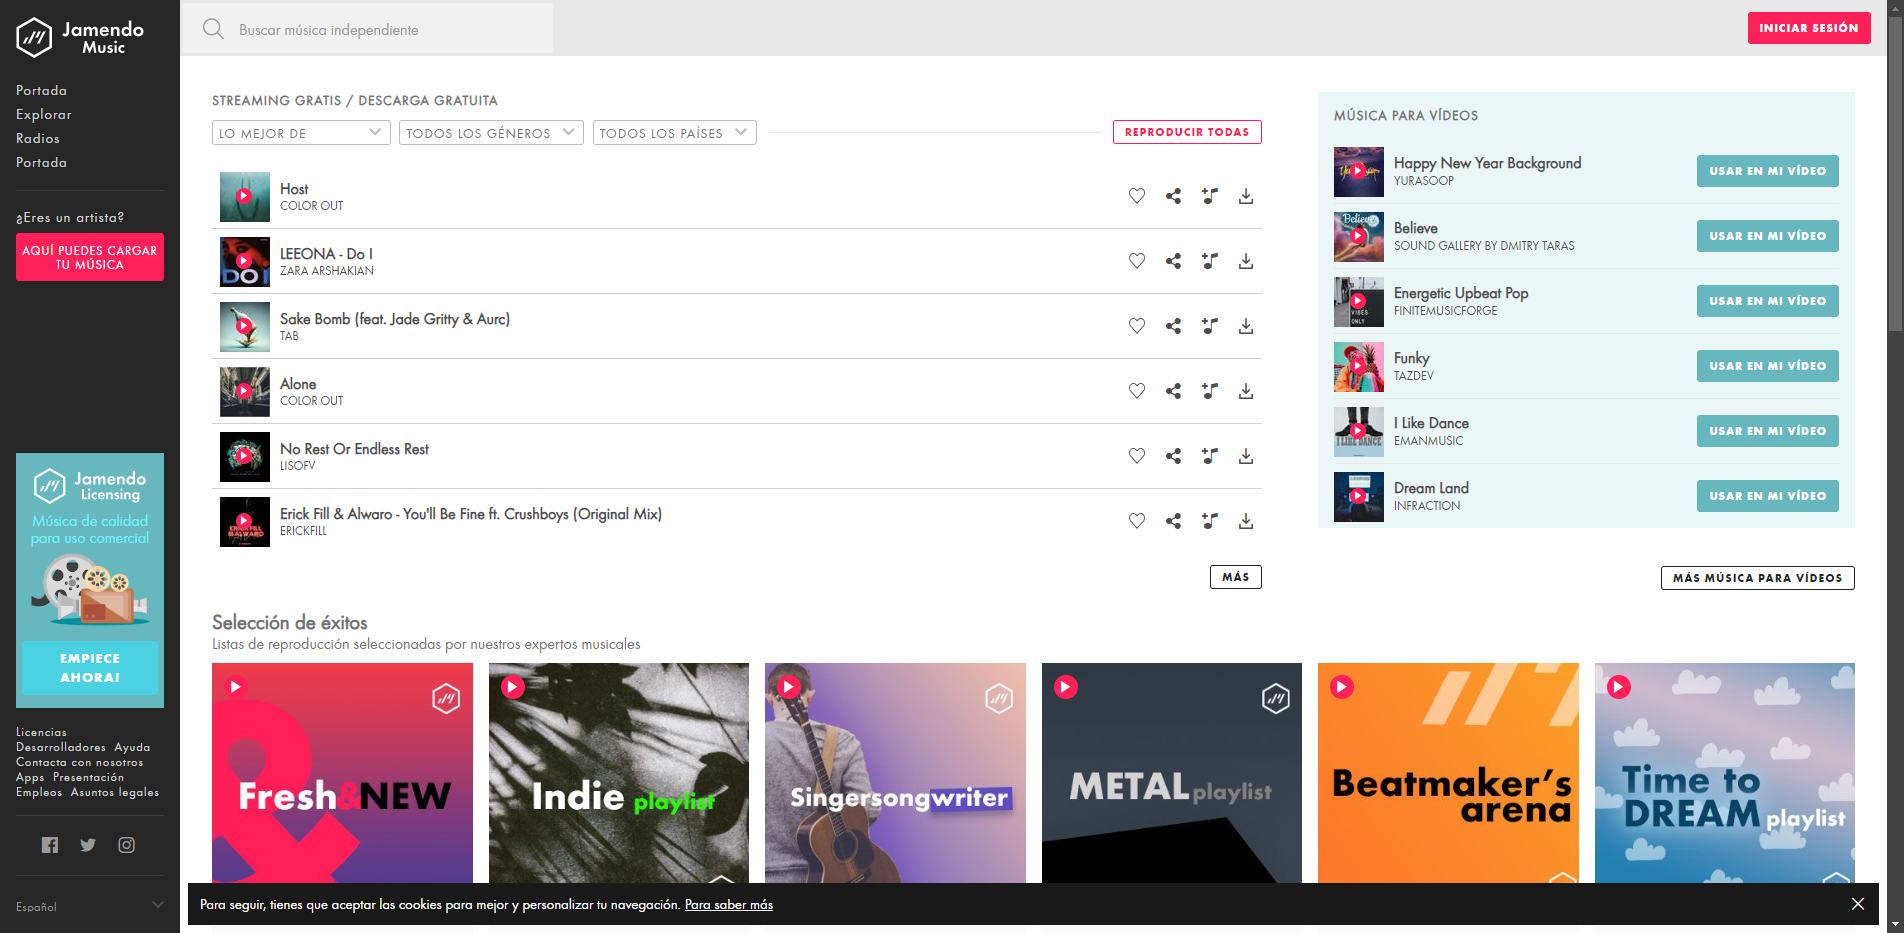 Jamendo
Music
Portada
Explorar
Radios
Portada
¿Eres un artista?
AQUÍ PUEDES CARGAR
TU MÚSICA
Jamendo
Licensing
Música de calidad
para uso comercial
EMPIECE
AHORA!
Licencias
Desarrolladores Ayuda
Contacta con nosotros
Apps Presentación
Empleos Asuntos legales
Español
Buscar música independiente
INICIAR SESIÓN
STREAMING GRATIS / DESCARGA GRATUITA
LO MEJOR DE
TODOS LOS GÉNEROS
TODOS LOS PAÍSES
REPRODUCIR TODAS
Host
COLOR OUT
DO I
LEEONA - Do I
ZARA ARSHAKIAN
Sake Bomb (feat. Jade Gritty & Aurc)
TAB
Alone
COLOR OUT
No Rest Or Endless Rest
LISOFV
ERICK FILL
&ALWARO
Erick Fill & Alwaro - You'll Be Fine ft. Crushboys (Original Mix)
ERICKFILL
MÁS
MÚSICA PARA VÍDEOS
Happy New Year Background
YURASOOP
USAR EN MI VÍDEO
Believe
Believe
SOUND GALLERY BY DMITRY TARAS
USAR EN MI VÍDEO
VIBES
ONLY
Energetic Upbeat Pop
FINITEMUSICFORGE
USAR EN MI VÍDEO
Funky
TAZDEV
USAR EN MI VÍDEO
I LIKE DANCE
I Like Dance
EMANMUSIC
USAR EN MI VÍDEO
Dream Land
INFRACTION
USAR EN MI VÍDEO
MÁS MÚSICA PARA VÍDEOS
Selección de éxitos
Listas de reproducción seleccionadas por nuestros expertos musicales
Fresh&NEW
Indie playlist
Singersongwriter
METAL playlist
Beatmaker's
arena
Time to
DREAM playlist
Para seguir, tienes que aceptar las cookies para mejor y personalizar tu navegación. Para saber más